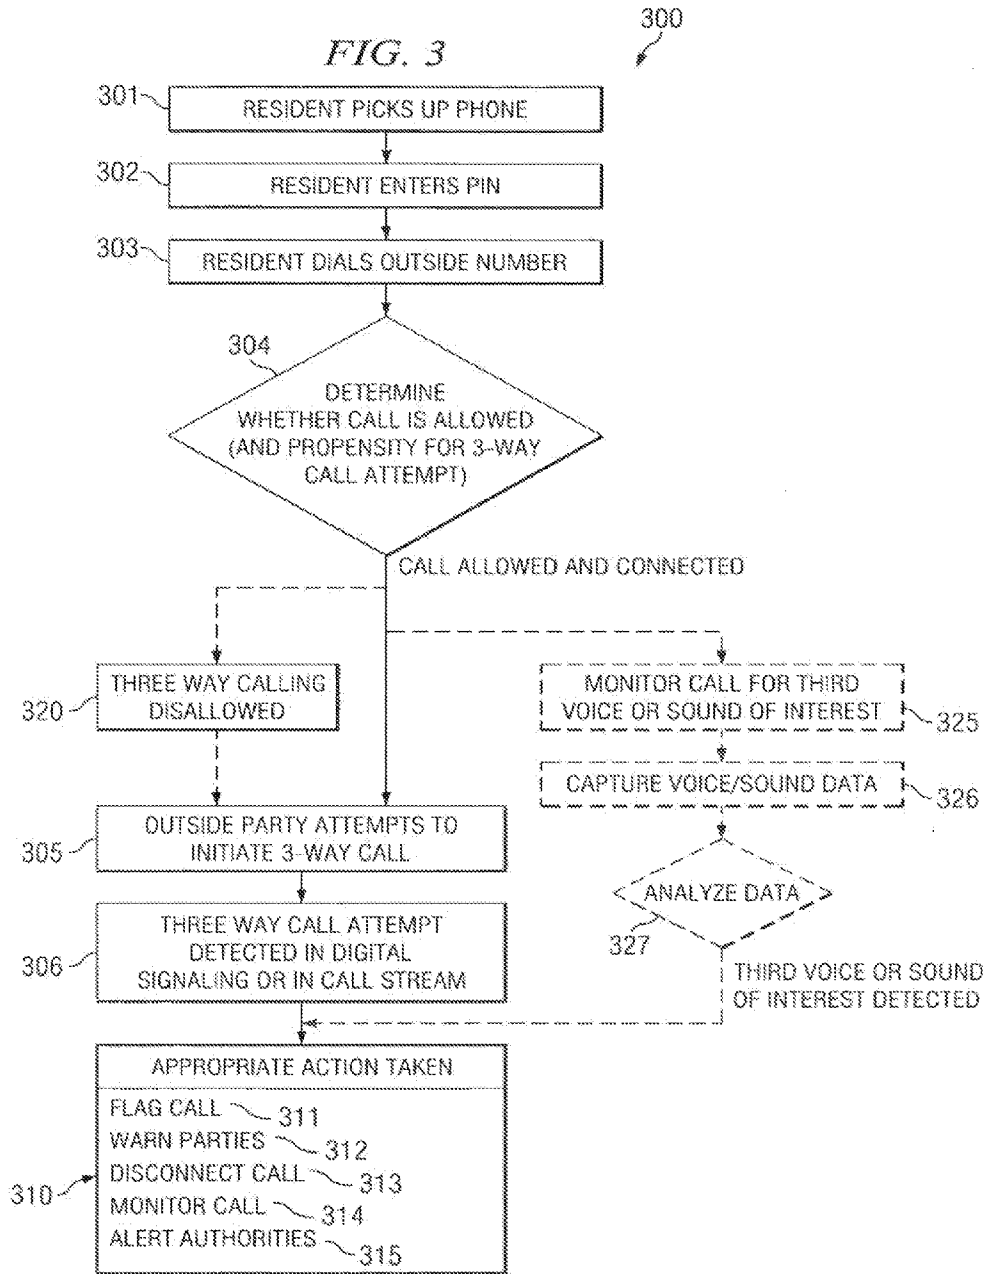 300
FIG. 3
301
RESIDENT PICKS UP PHONE
302
RESIDENT ENTERS PIN
303
RESIDENT DIALS OUTSIDE NUMBER
304
DETERMINE
WHETHER CALL IS ALLOWED
(AND PROPENSITY FOR 3-WAY
CALL ATTEMPT)
CALL ALLOWED AND CONNECTED
320
THREE WAY CALLING
DISALLOWED
MONITOR CALL FOR THIRD
VOICE OR SOUND OF INTEREST
325
CAPTURE VOICE/SOUND DATA
326
305
OUTSIDE PARTY ATTEMPTS TO
INITIATE 3-WAY CALL
ANALYZE DATA
327
306
THREE WAY CALL ATTEMPT
DETECTED IN DIGITAL
SIGNALING OR IN CALL STREAM
THIRD VOICE OR SOUND
OF INTEREST DETECTED
310
APPROPRIATE ACTION TAKEN
FLAG CALL 311
WARN PARTIES 312
DISCONNECT CALL 313
MONITOR CALL 314
ALERT AUTHORITIES 315